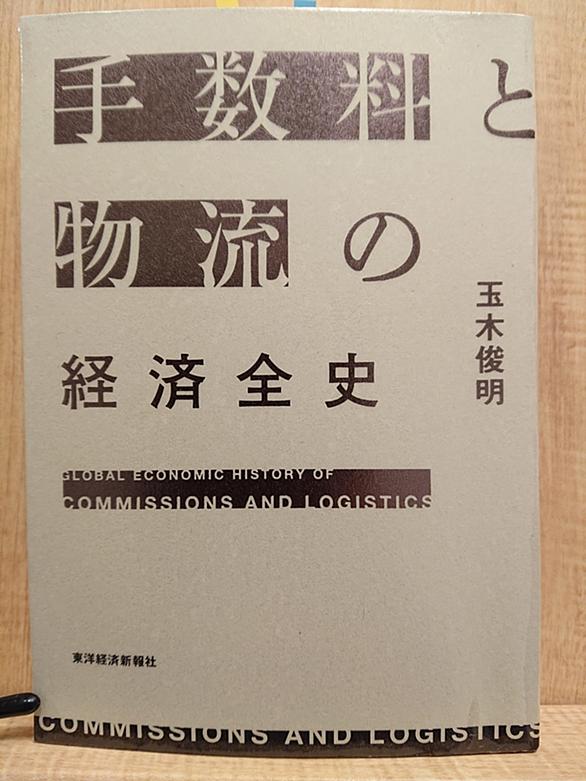 手数料と
物流の
経済全史
玉木俊明
GLOBAL ECONOMIC HISTORY OF
COMMISSIONS AND LOGISTICS
東洋経済新報社
COMMISSIONS AND LOGISTICS